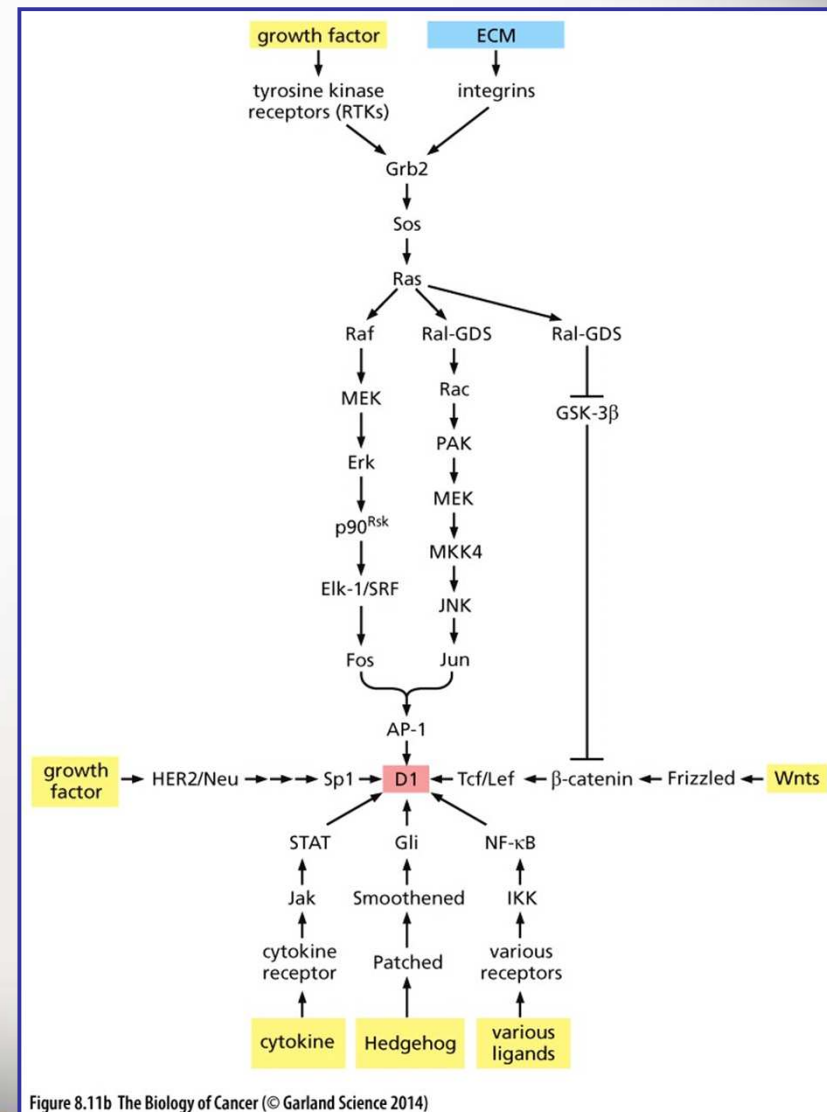 growth factor
ECM
tyrosine kinase
receptors (RTKs)
integrins
Grb2
Sos
Ras
Raf
Ral-GDS
Ral-GDS
MEK
Rac
GSK-3β
Erk
PAK
p90Rsk
MEK
Elk-1/SRF
MKK4
JNK
Fos
Jun
AP-1
growth
factor
HER2/Neu
Sp1
D1
Tcf/Lef
β-catenin
Frizzled
Wnts
STAT
Gli
NF-κB
Jak
Smoothened
IKK
cytokine
receptor
Patched
various
receptors
cytokine
Hedgehog
various
ligands
Figure 8.11b The Biology of Cancer (© Garland Science 2014)